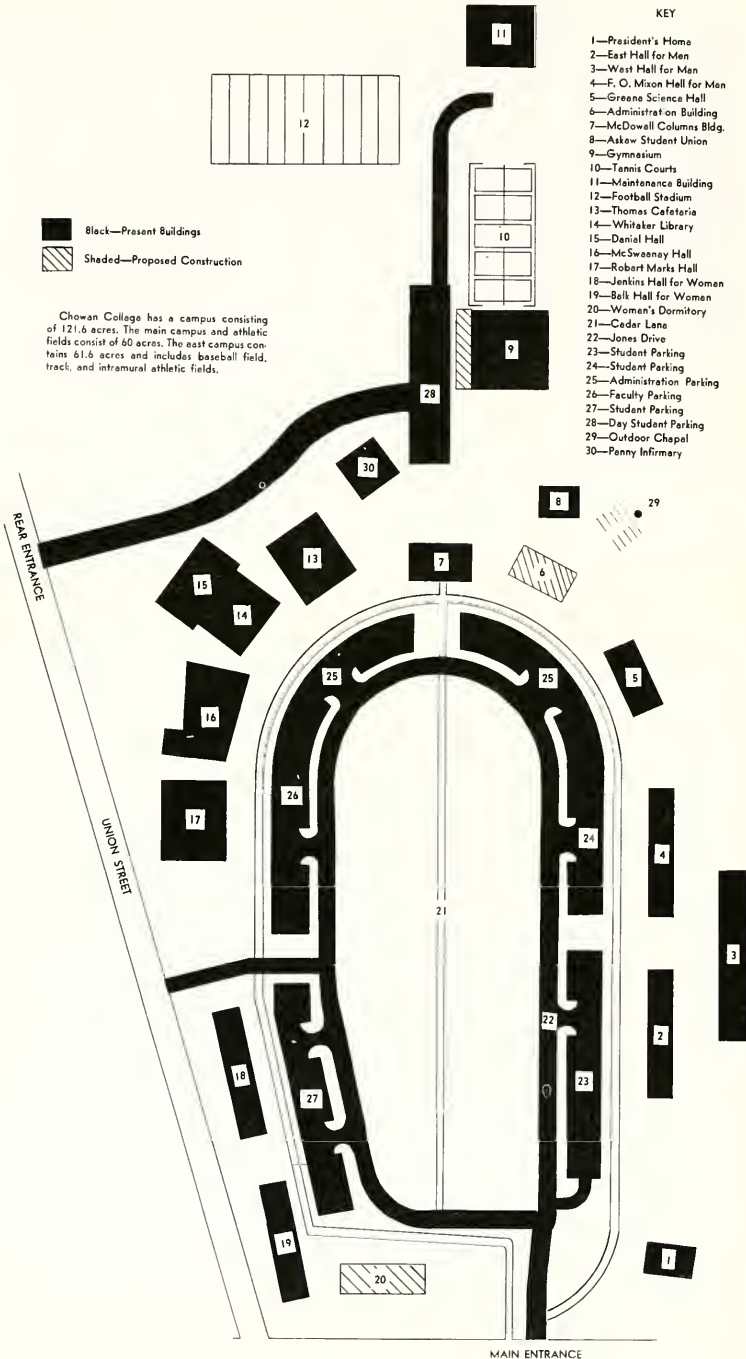 KEY
1—President's Home
2—East Hall for Men
3—West Hall for Men
4—F. O. Mixon Hall for Men
5—Greene Science Hall
6—Administration Building
7—McDowell Columns Bldg.
8—Askew Student Union
9—Gymnasium
10—Tennis Courts
11—Maintenance Building
12—Football Stadium
13—Thomas Cafeteria
14—Whitaker Library
15—Daniel Hall
16—McSweeney Hall
17—Robert Marks Hall
18—Jenkins Hall for Women
19—Belk Hall for Women
20—Women's Dormitory
21—Cedar Lane
22—Jones Drive
23—Student Parking
24—Student Parking
25—Administration Parking
26—Faculty Parking
27—Student Parking
28—Day Student Parking
29—Outdoor Chapel
30—Penny Infirmary
11
12
10
Black—Present Buildings
Shaded—Proposed Construction
Chowan College has a campus consisting
of 121.6 acres. The main campus and athletic
fields consist of 60 acres. The east campus con-
tains 61.6 acres and includes baseball field,
track, and intramural athletic fields.
9
28
30
8
29
REAR ENTRANCE
13
7
6
15
14
25
25
5
16
26
17
24
4
UNION STREET
21
3
22
2
18
27
23
19
20
1
MAIN ENTRANCE